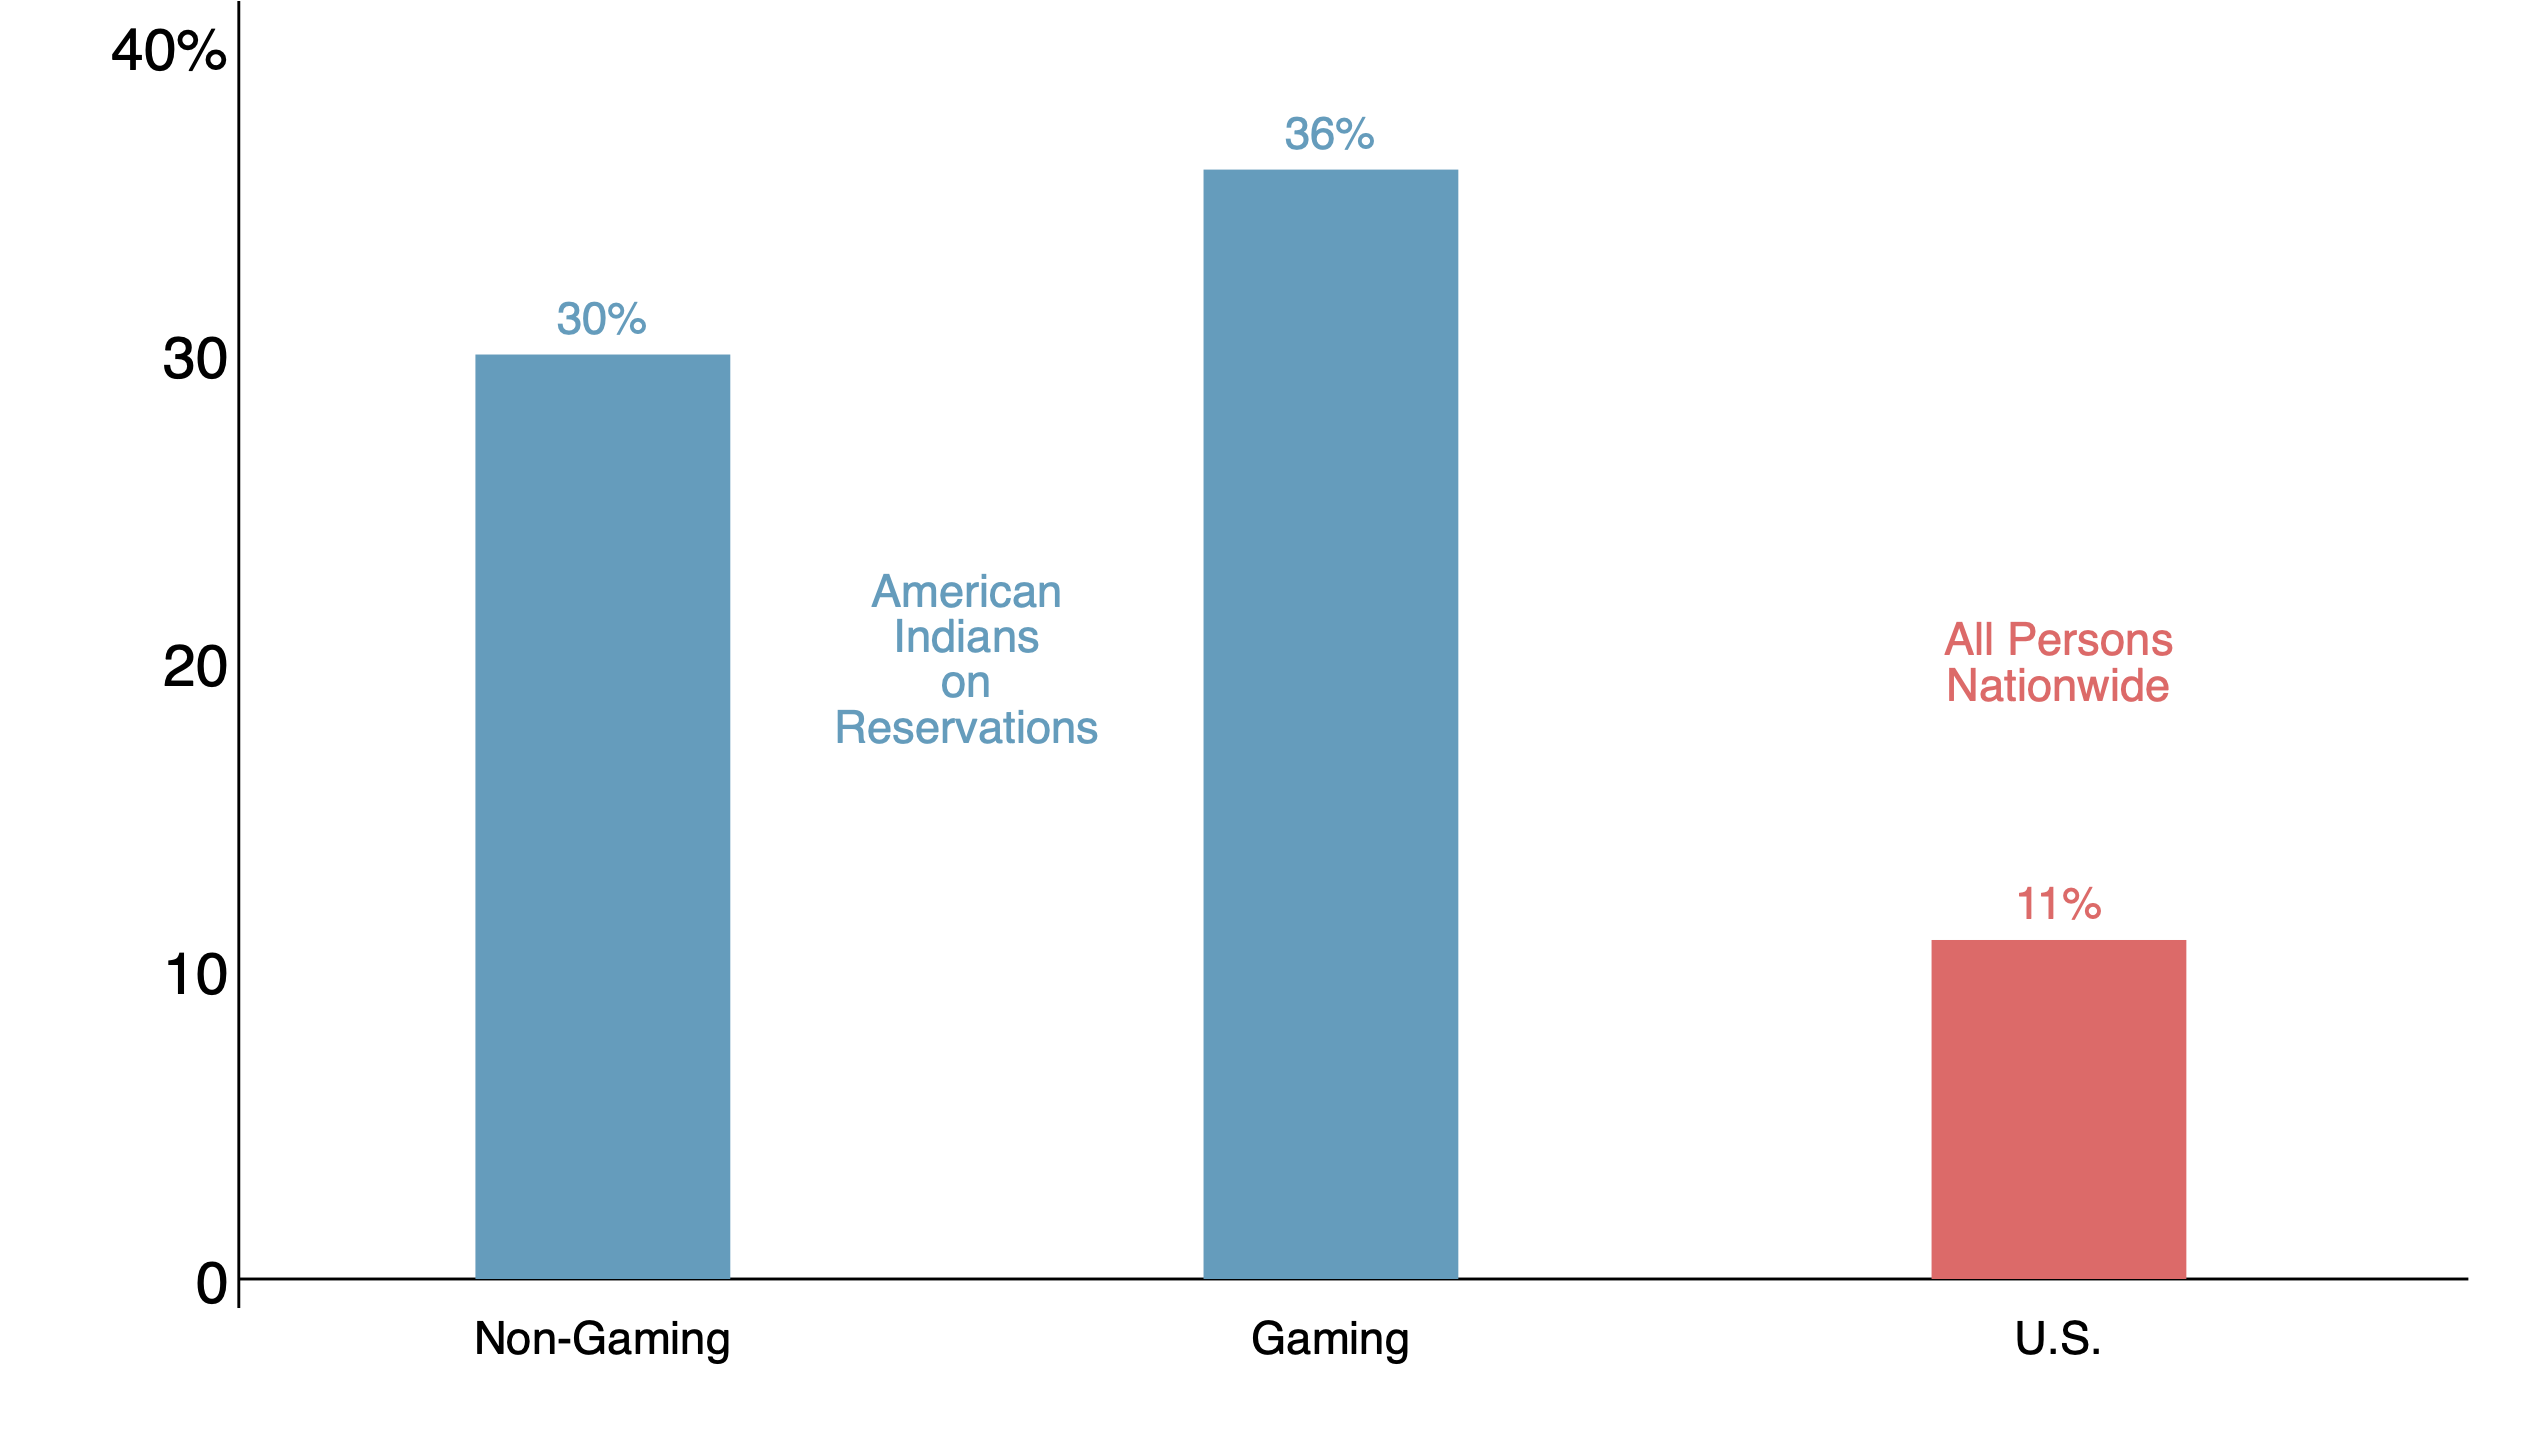 40%
36%
30%
30
American
Indians
on
Reservations
All Persons
Nationwide
20
11%
10
0
Non-Gaming
Gaming
U.S.